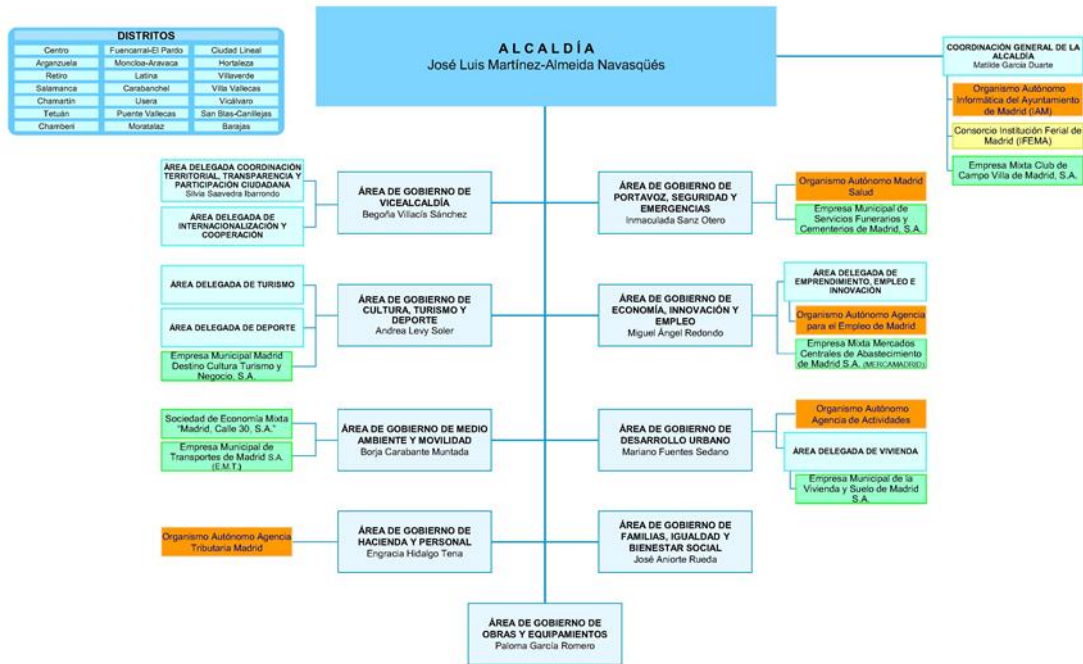 DISTRITOS
Centro
Fuencarral-El Pardo
Ciudad Lineal
Arganzuela
Moncloa-Aravaca
Hortaleza
Retiro
Latina
Villaverde
Salamanca
Carabanchel
Villa Vallecas
Chamartín
Usera
Vicálvaro
Tetuán
Puente Vallecas
San Blas-Canillejas
Chamberí
Moratalaz
Barajas
ALCALDÍA
José Luis Martínez-Almeida Navasqüés
COORDINACIÓN GENERAL DE LA
ALCALDÍA
Matilde García Duarte
Organismo Autónomo
Informática del Ayuntamiento
de Madrid (IAM)
Consorcio Institución Ferial de
Madrid (IFEMA)
Empresa Mixta Club de
Campo Villa de Madrid, S.A.
ÁREA DELEGADA COORDINACIÓN
TERRITORIAL, TRANSPARENCIA Y
PARTICIPACIÓN CIUDADANA
Silvia Saavedra Ibarrondo
ÁREA DELEGADA DE
INTERNACIONALIZACIÓN Y
COOPERACIÓN
ÁREA DE GOBIERNO DE
VICEALCALDÍA
Begoña Villacís Sánchez
ÁREA DE GOBIERNO DE
PORTAVOZ, SEGURIDAD Y
EMERGENCIAS
Inmaculada Sanz Otero
Organismo Autónomo Madrid
Salud
Empresa Municipal de
Servicios Funerarios y
Cementerios de Madrid, S.A.
ÁREA DELEGADA DE TURISMO
ÁREA DELEGADA DE DEPORTE
Empresa Municipal Madrid
Destino Cultura Turismo y
Negocio, S.A.
ÁREA DE GOBIERNO DE
CULTURA, TURISMO Y
DEPORTE
Andrea Levy Soler
ÁREA DE GOBIERNO DE
ECONOMÍA, INNOVACIÓN Y
EMPLEO
Miguel Ángel Redondo
ÁREA DELEGADA DE
EMPRENDIMIENTO, EMPLEO E
INNOVACIÓN
Organismo Autónomo Agencia
para el Empleo de Madrid
Empresa Mixta Mercados
Centrales de Abastecimiento
de Madrid S.A. (MERCAMADRID)
Sociedad de Economía Mixta
"Madrid, Calle 30, S.A."
Empresa Municipal de
Transportes de Madrid S.A.
(E.M.T.)
ÁREA DE GOBIERNO DE MEDIO
AMBIENTE Y MOVILIDAD
Borja Carabante Muntada
ÁREA DE GOBIERNO DE
DESARROLLO URBANO
Mariano Fuentes Sedano
Organismo Autónomo
Agencia de Actividades
ÁREA DELEGADA DE VIVIENDA
Empresa Municipal de la
Vivienda y Suelo de Madrid
S.A.
Organismo Autónomo Agencia
Tributaria Madrid
ÁREA DE GOBIERNO DE
HACIENDA Y PERSONAL
Engracia Hidalgo Tena
ÁREA DE GOBIERNO DE
FAMILIAS, IGUALDAD Y
BIENESTAR SOCIAL
José Aniorte Rueda
ÁREA DE GOBIERNO DE
OBRAS Y EQUIPAMIENTOS
Paloma García Romero